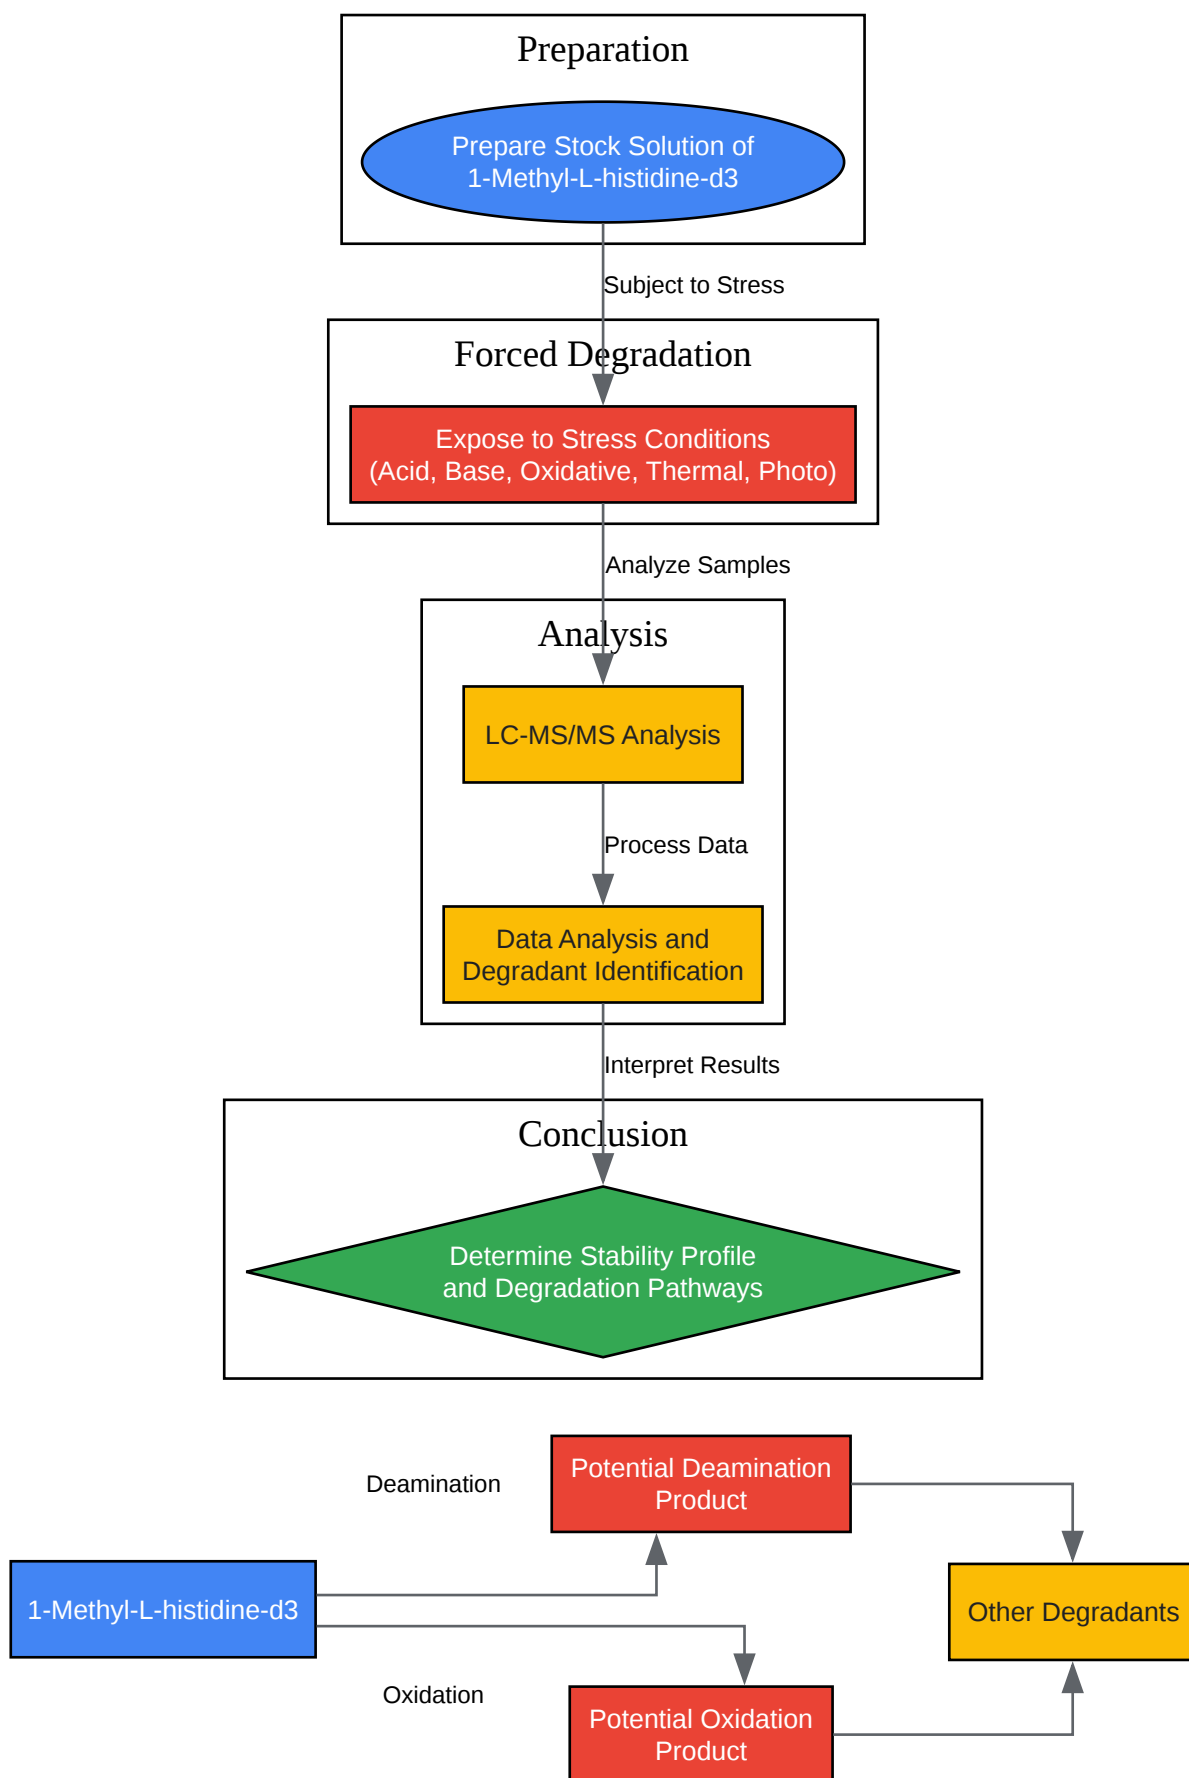 Preparation
Prepare Stock Solution of
1-Methyl-L-histidine-d3
Subject to Stress
Forced Degradation
Expose to Stress Conditions
(Acid, Base, Oxidative, Thermal, Photo)
Analyze Samples
Analysis
LC-MS/MS Analysis
Process Data
Data Analysis and
Degradant Identification
Interpret Results
Conclusion
Determine Stability Profile
and Degradation Pathways
Deamination
Potential Deamination
Product
1-Methyl-L-histidine-d3
Other Degradants
Oxidation
Potential Oxidation
Product